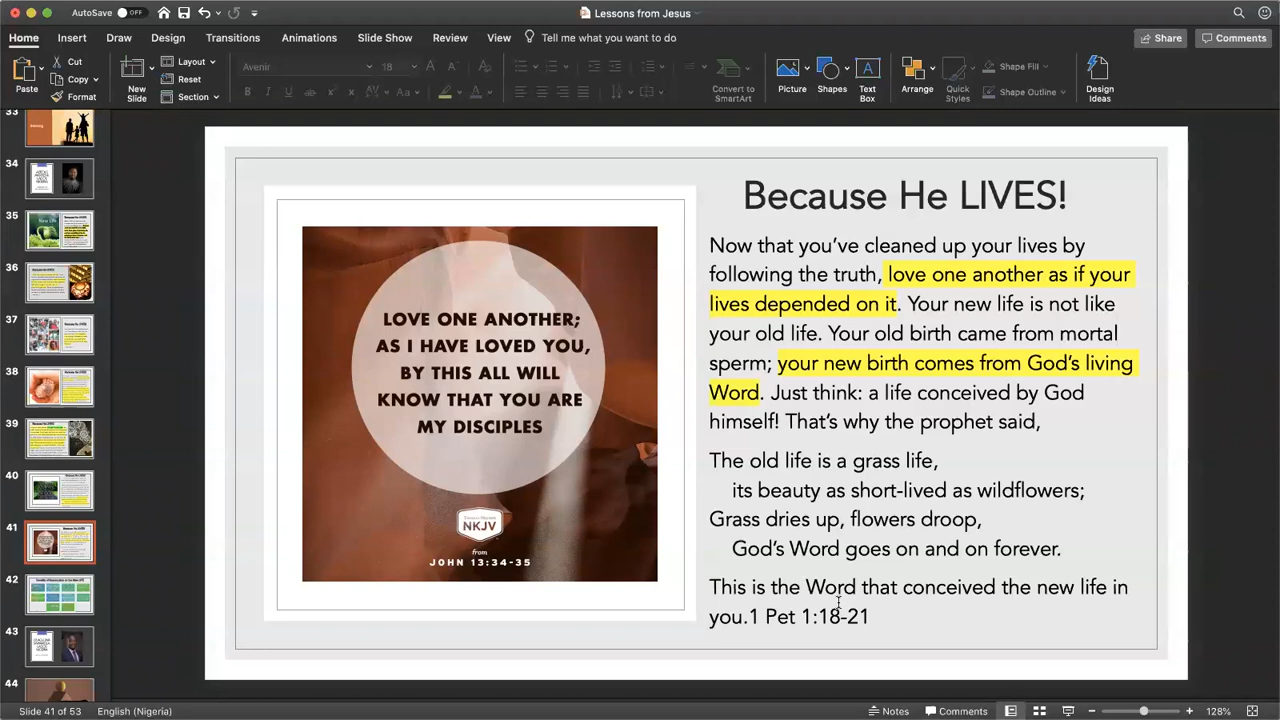 AutoSave OFF
Lessons from Jesus
Home Insert Draw Design Transitions Animations Slide Show Review View Tell me what you want to do
Share Comments
Paste
Cut
Copy
Format
New
Slide
Layout
Reset
Section
Avenir 18
Convert to
SmartArt
Picture
Shapes
Text
Box
Arrange
Quick
Styles
Shape Fill
Shape Outline
Design
Ideas
33
34
35
36
37
38
39
40
41
42
43
44
LOVE ONE ANOTHER;
AS I HAVE LOVED YOU,
BY THIS ALL WILL
KNOW THAT YOU ARE
MY DISCIPLES
NKJV
from
JOHN 13:34-35
Because He LIVES!
Now that you've cleaned up your lives by
following the truth, love one another as if your
lives depended on it. Your new life is not like
your old life. Your old birth came from mortal
sperm; your new birth comes from God's living
Word. Just think: a life conceived by God
himself! That's why the prophet said,
The old life is a grass life,
its beauty as short-lived as wildflowers;
Grass dries up, flowers droop,
God's Word goes on and on forever.
This is the Word that conceived the new life in
you.1 Pet 1:18-21
Slide 41 of 53 English (Nigeria)
Notes Comments 128%